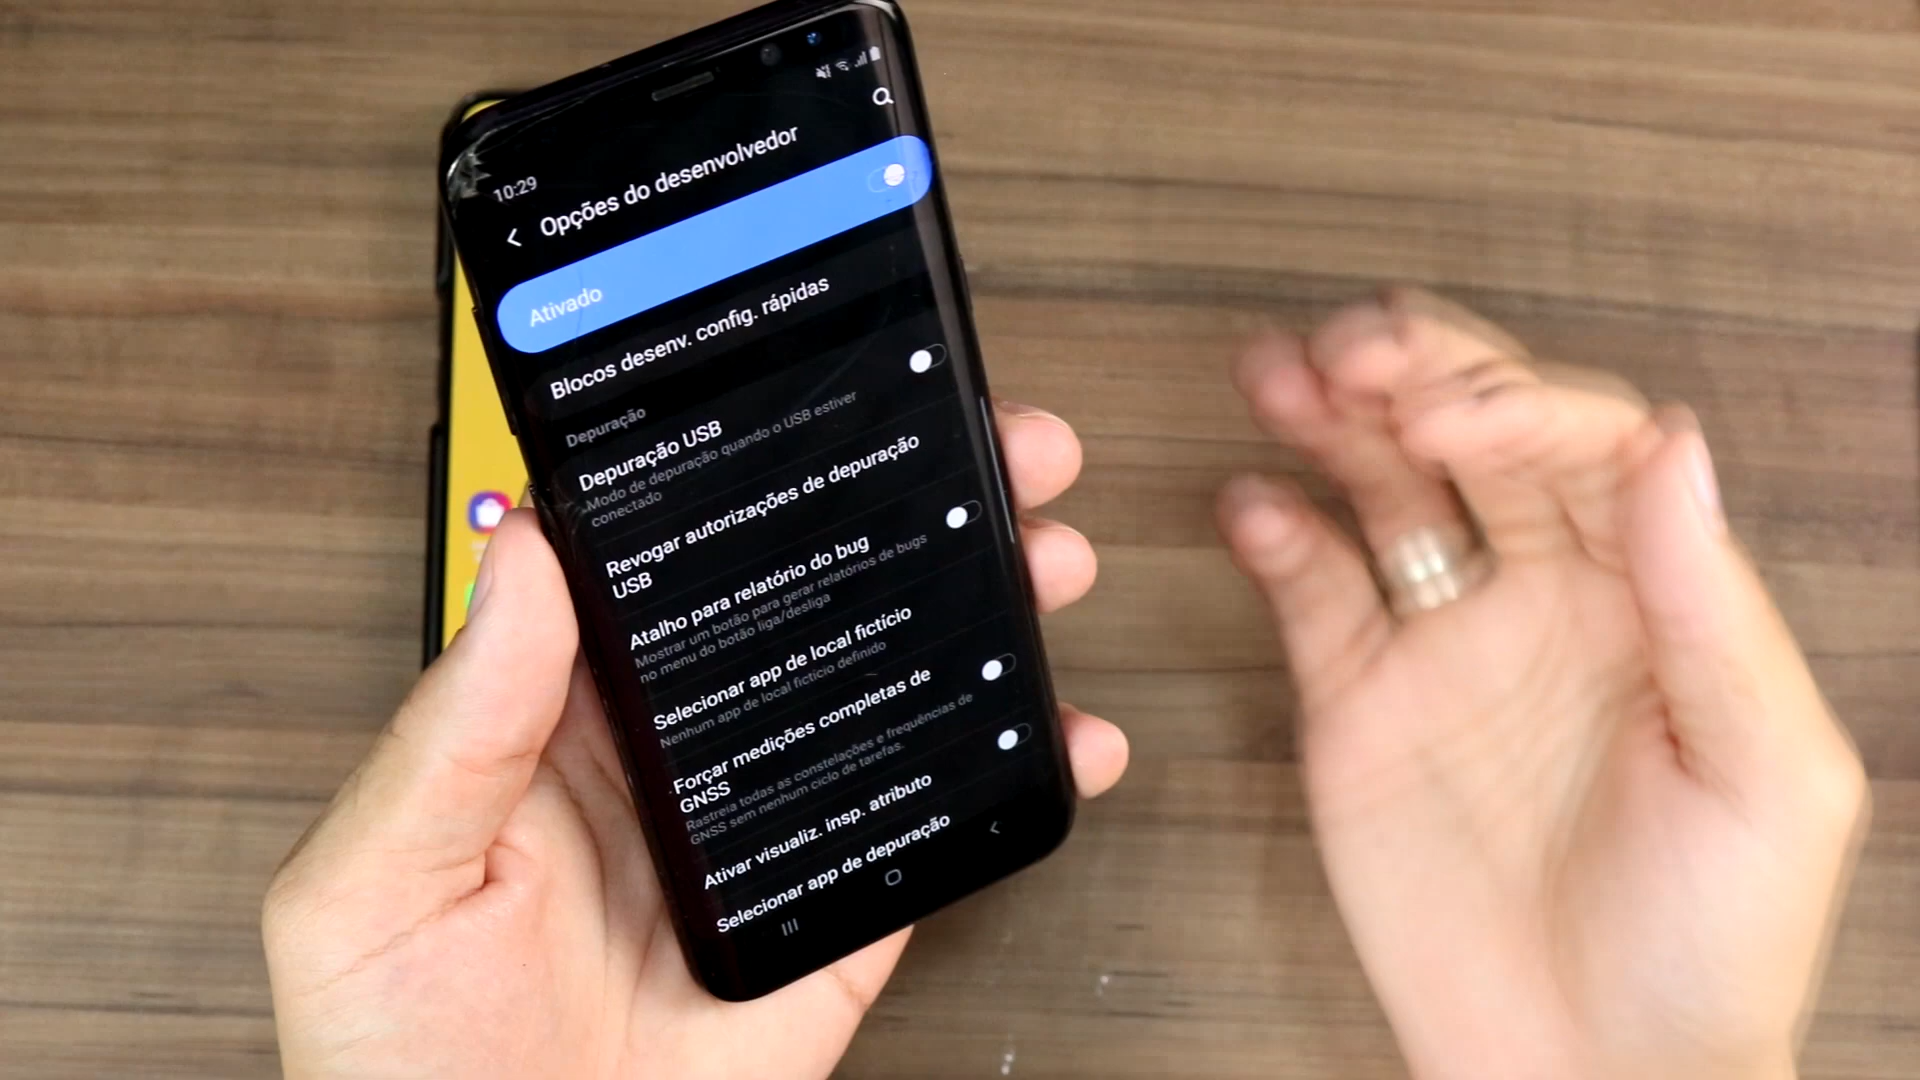 10:29
Opções do desenvolvedor
Ativado
Blocos desenv. config. rápidas
Depuração
Depuração USB
Modo de depuração quando o USB estiver
conectado
Revogar autorizações de depuração
USB
Atalho para relatório do bug
Mostrar um botão para gerar relatórios de bugs
no menu do botão liga/desliga
Selecionar app de local fictício
Nenhum app de local fictício definido
Forçar medições completas de
GNSS
Rastreia todas as constelações e frequências de
GNSS sem nenhum ciclo de tarefas.
Ativar visualiz. insp. atributo
Selecionar app de depuração